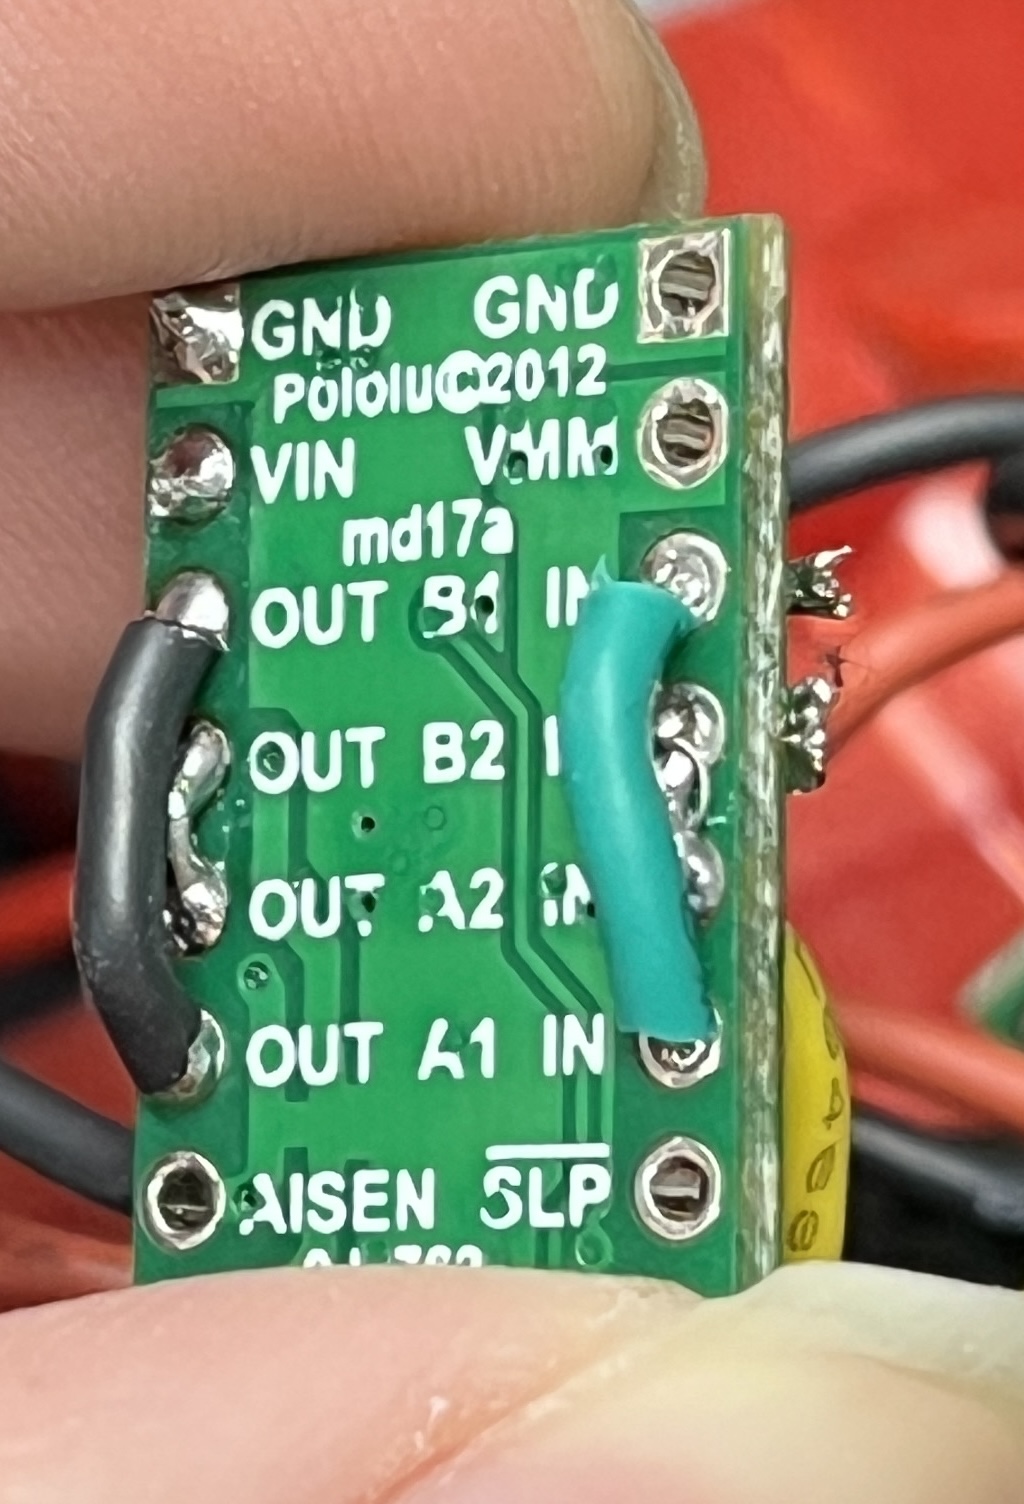 GND GND
Pololu©2012
VIN VMM
md17a
OUT B1 IN
OUT B2
OUT A2 IN
OUT A1 IN
AISEN SLP